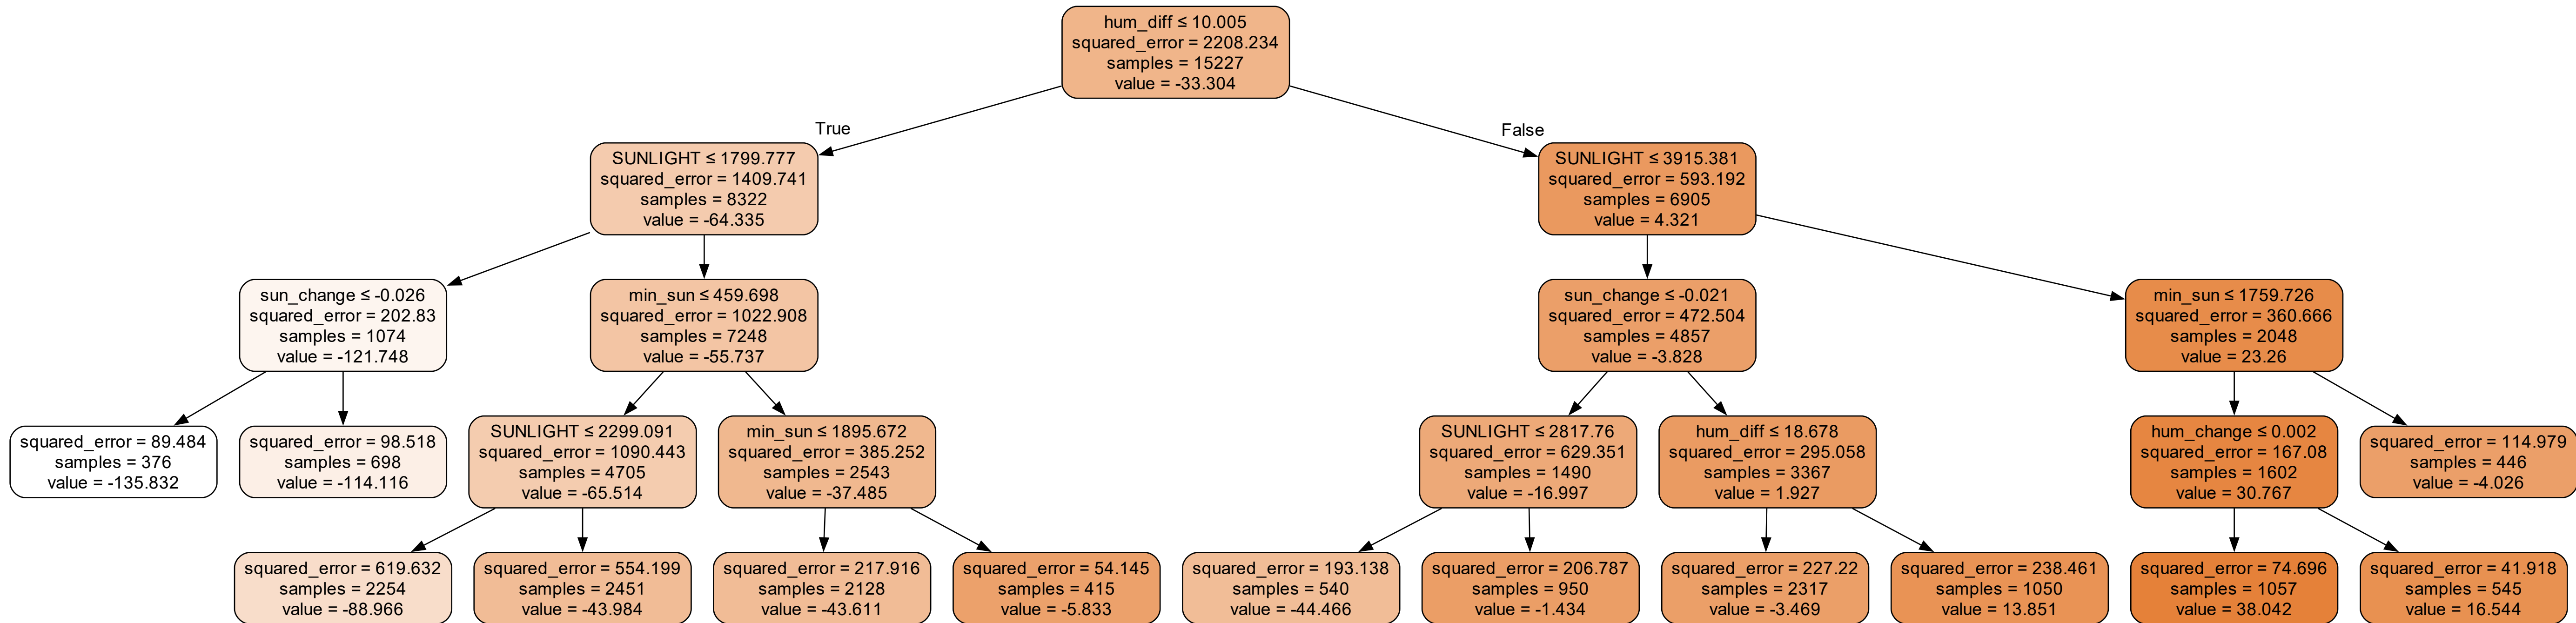 hum_diff ≤ 10.005
squared_error = 2208.234
samples = 15227
value = -33.304
True
False
SUNLIGHT ≤ 1799.777
squared_error = 1409.741
samples = 8322
value = -64.335
SUNLIGHT ≤ 3915.381
squared_error = 593.192
samples = 6905
value = 4.321
sun_change ≤ -0.026
squared_error = 202.83
samples = 1074
value = -121.748
min_sun ≤ 459.698
squared_error = 1022.908
samples = 7248
value = -55.737
sun_change ≤ -0.021
squared_error = 472.504
samples = 4857
value = -3.828
min_sun ≤ 1759.726
squared_error = 360.666
samples = 2048
value = 23.26
squared_error = 89.484
samples = 376
value = -135.832
squared_error = 98.518
samples = 698
value = -114.116
SUNLIGHT ≤ 2299.091
squared_error = 1090.443
samples = 4705
value = -65.514
min_sun ≤ 1895.672
squared_error = 385.252
samples = 2543
value = -37.485
SUNLIGHT ≤ 2817.76
squared_error = 629.351
samples = 1490
value = -16.997
hum_diff ≤ 18.678
squared_error = 295.058
samples = 3367
value = 1.927
hum_change ≤ 0.002
squared_error = 167.08
samples = 1602
value = 30.767
squared_error = 114.979
samples = 446
value = -4.026
squared_error = 619.632
samples = 2254
value = -88.966
squared_error = 554.199
samples = 2451
value = -43.984
squared_error = 217.916
samples = 2128
value = -43.611
squared_error = 54.145
samples = 415
value = -5.833
squared_error = 193.138
samples = 540
value = -44.466
squared_error = 206.787
samples = 950
value = -1.434
squared_error = 227.22
samples = 2317
value = -3.469
squared_error = 238.461
samples = 1050
value = 13.851
squared_error = 74.696
samples = 1057
value = 38.042
squared_error = 41.918
samples = 545
value = 16.544